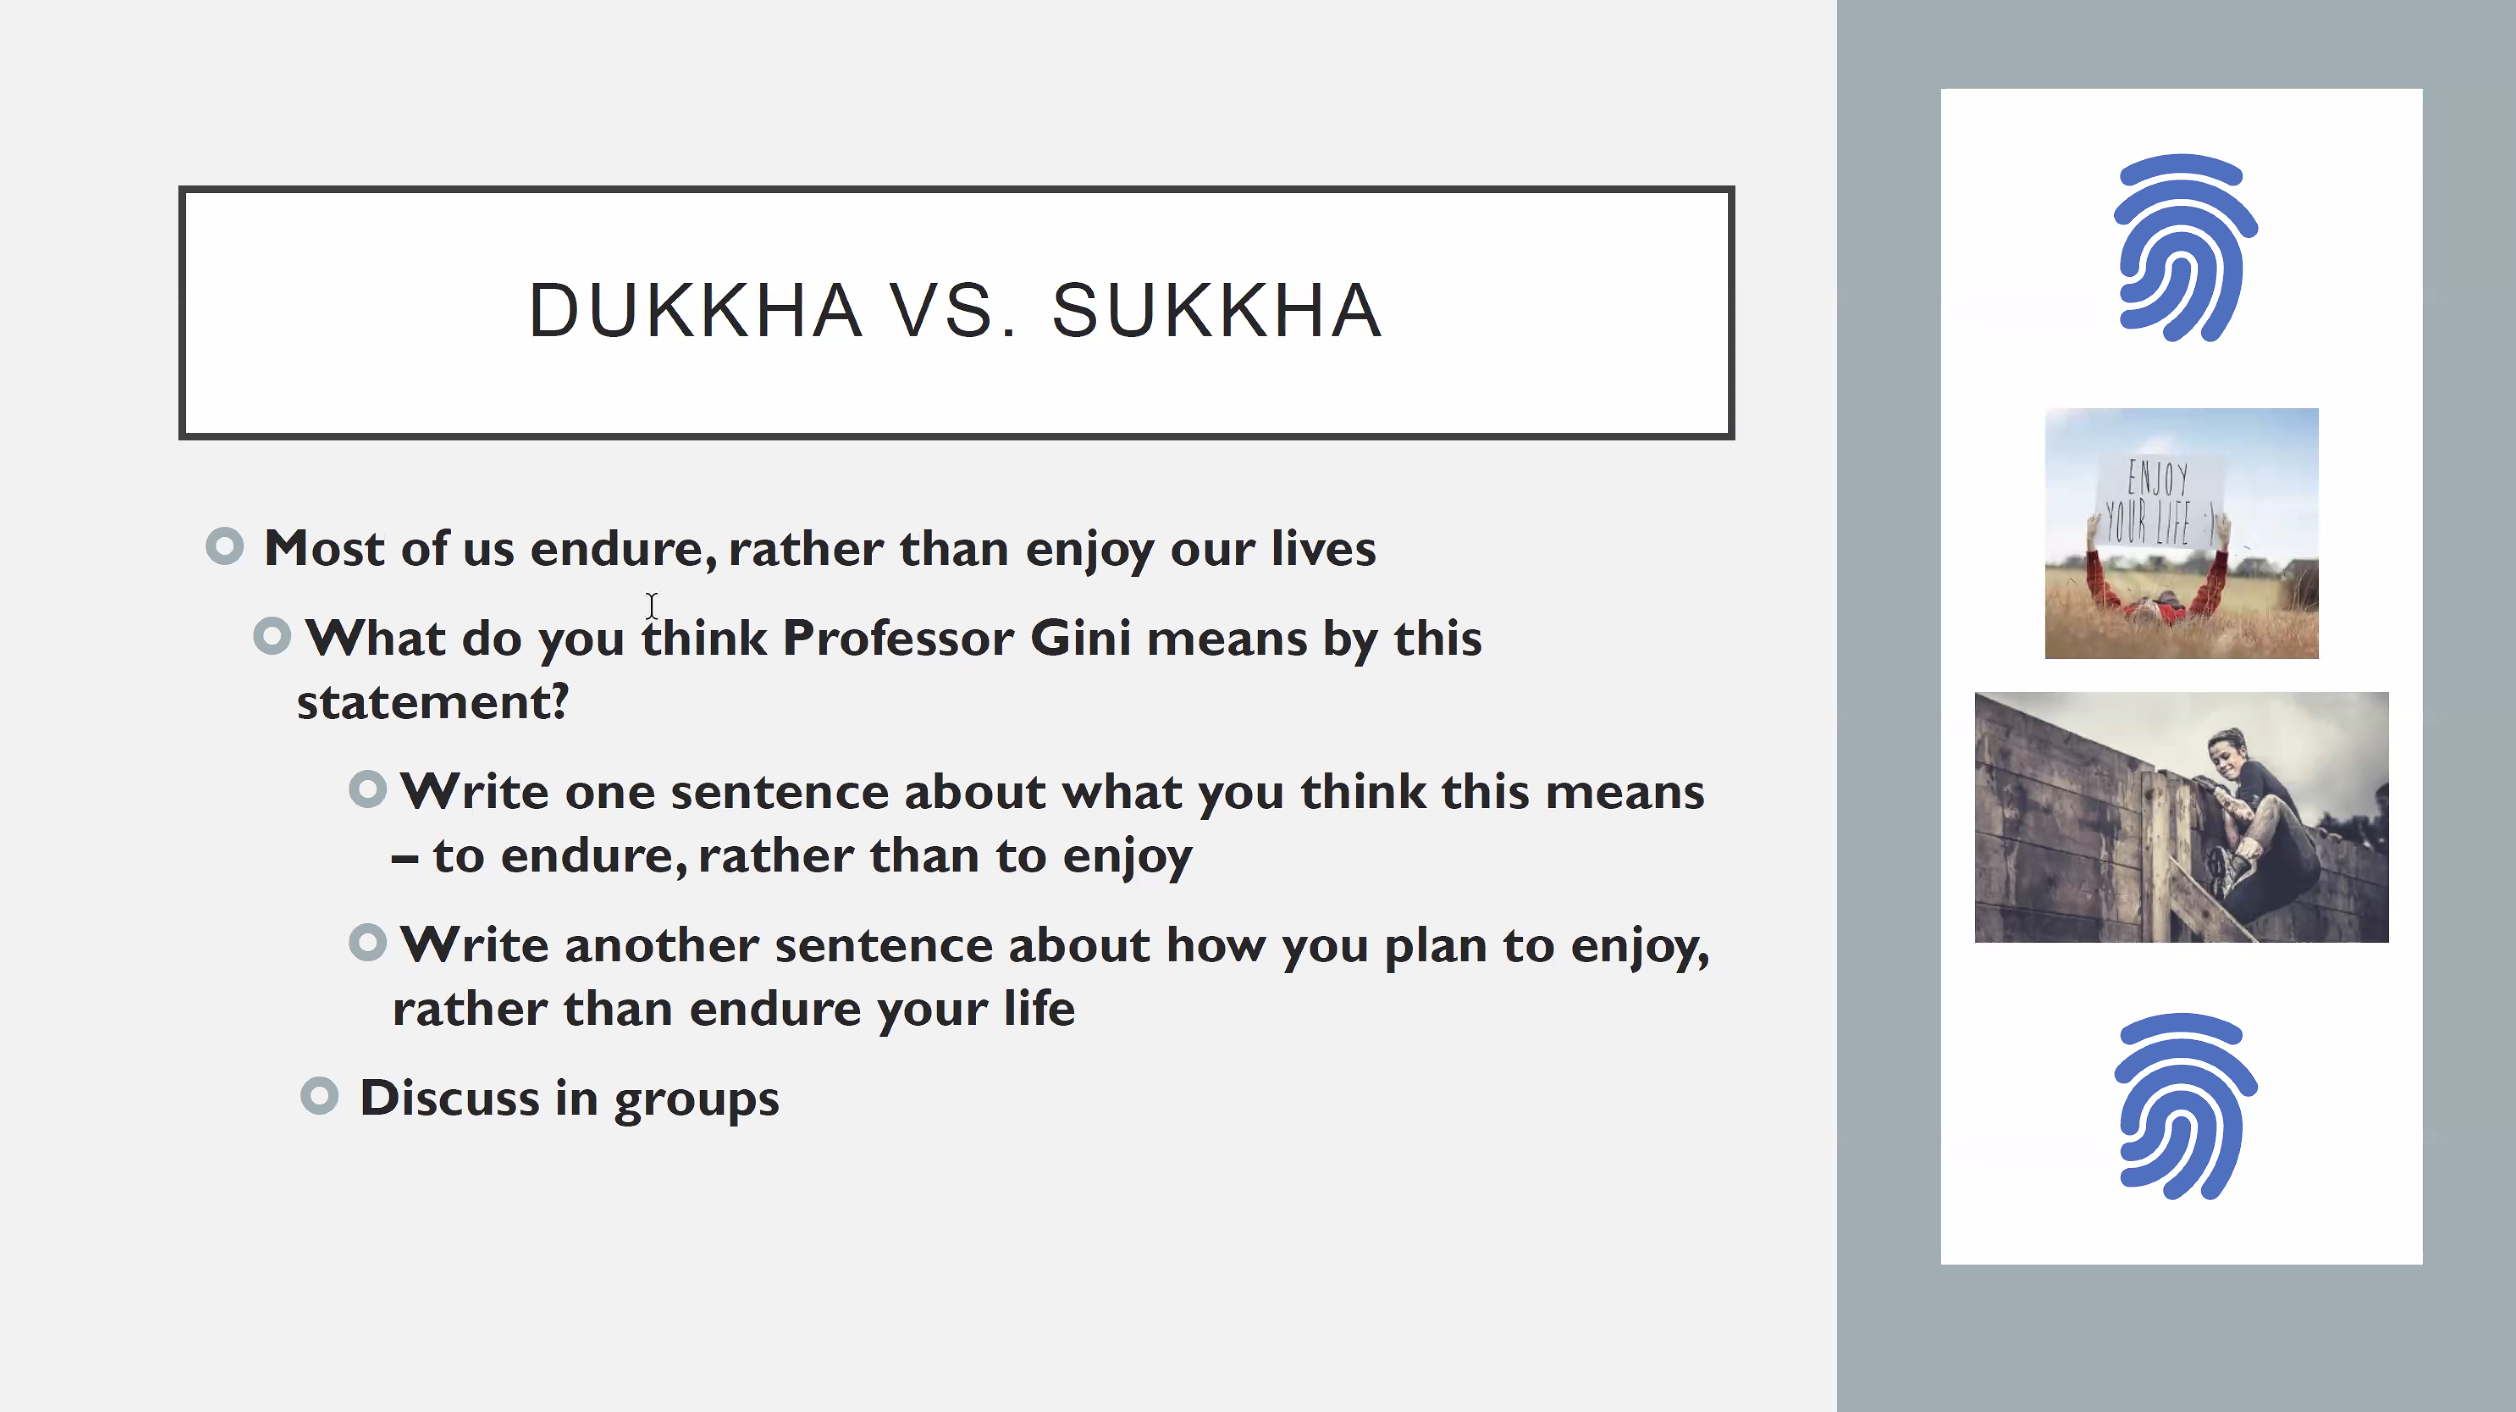 DUKKHA VS. SUKKHA
Most of us endure, rather than enjoy our lives
What do you think Professor Gini means by this
statement?
Write one sentence about what you think this means
– to endure, rather than to enjoy
Write another sentence about how you plan to enjoy,
rather than endure your life
Discuss in groups
ENJOY
YOUR LIFE :)